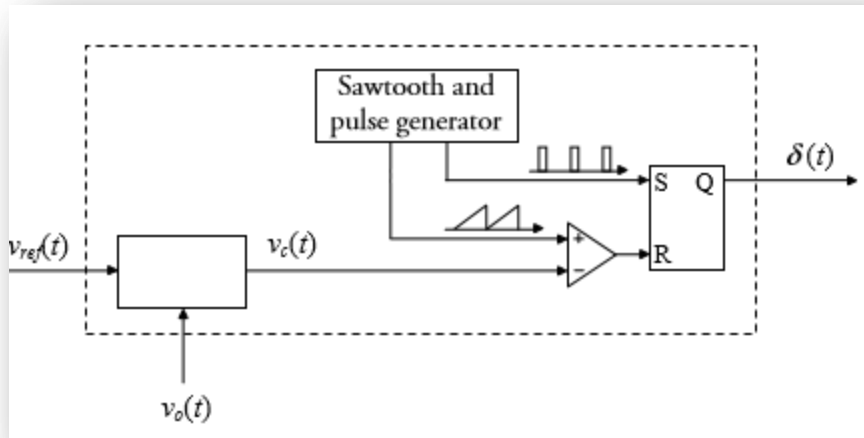 Sawtooth and
pulse generator
δ(t)
S Q
v_ref(t)
v_c(t)
+
−
R
v_o(t)